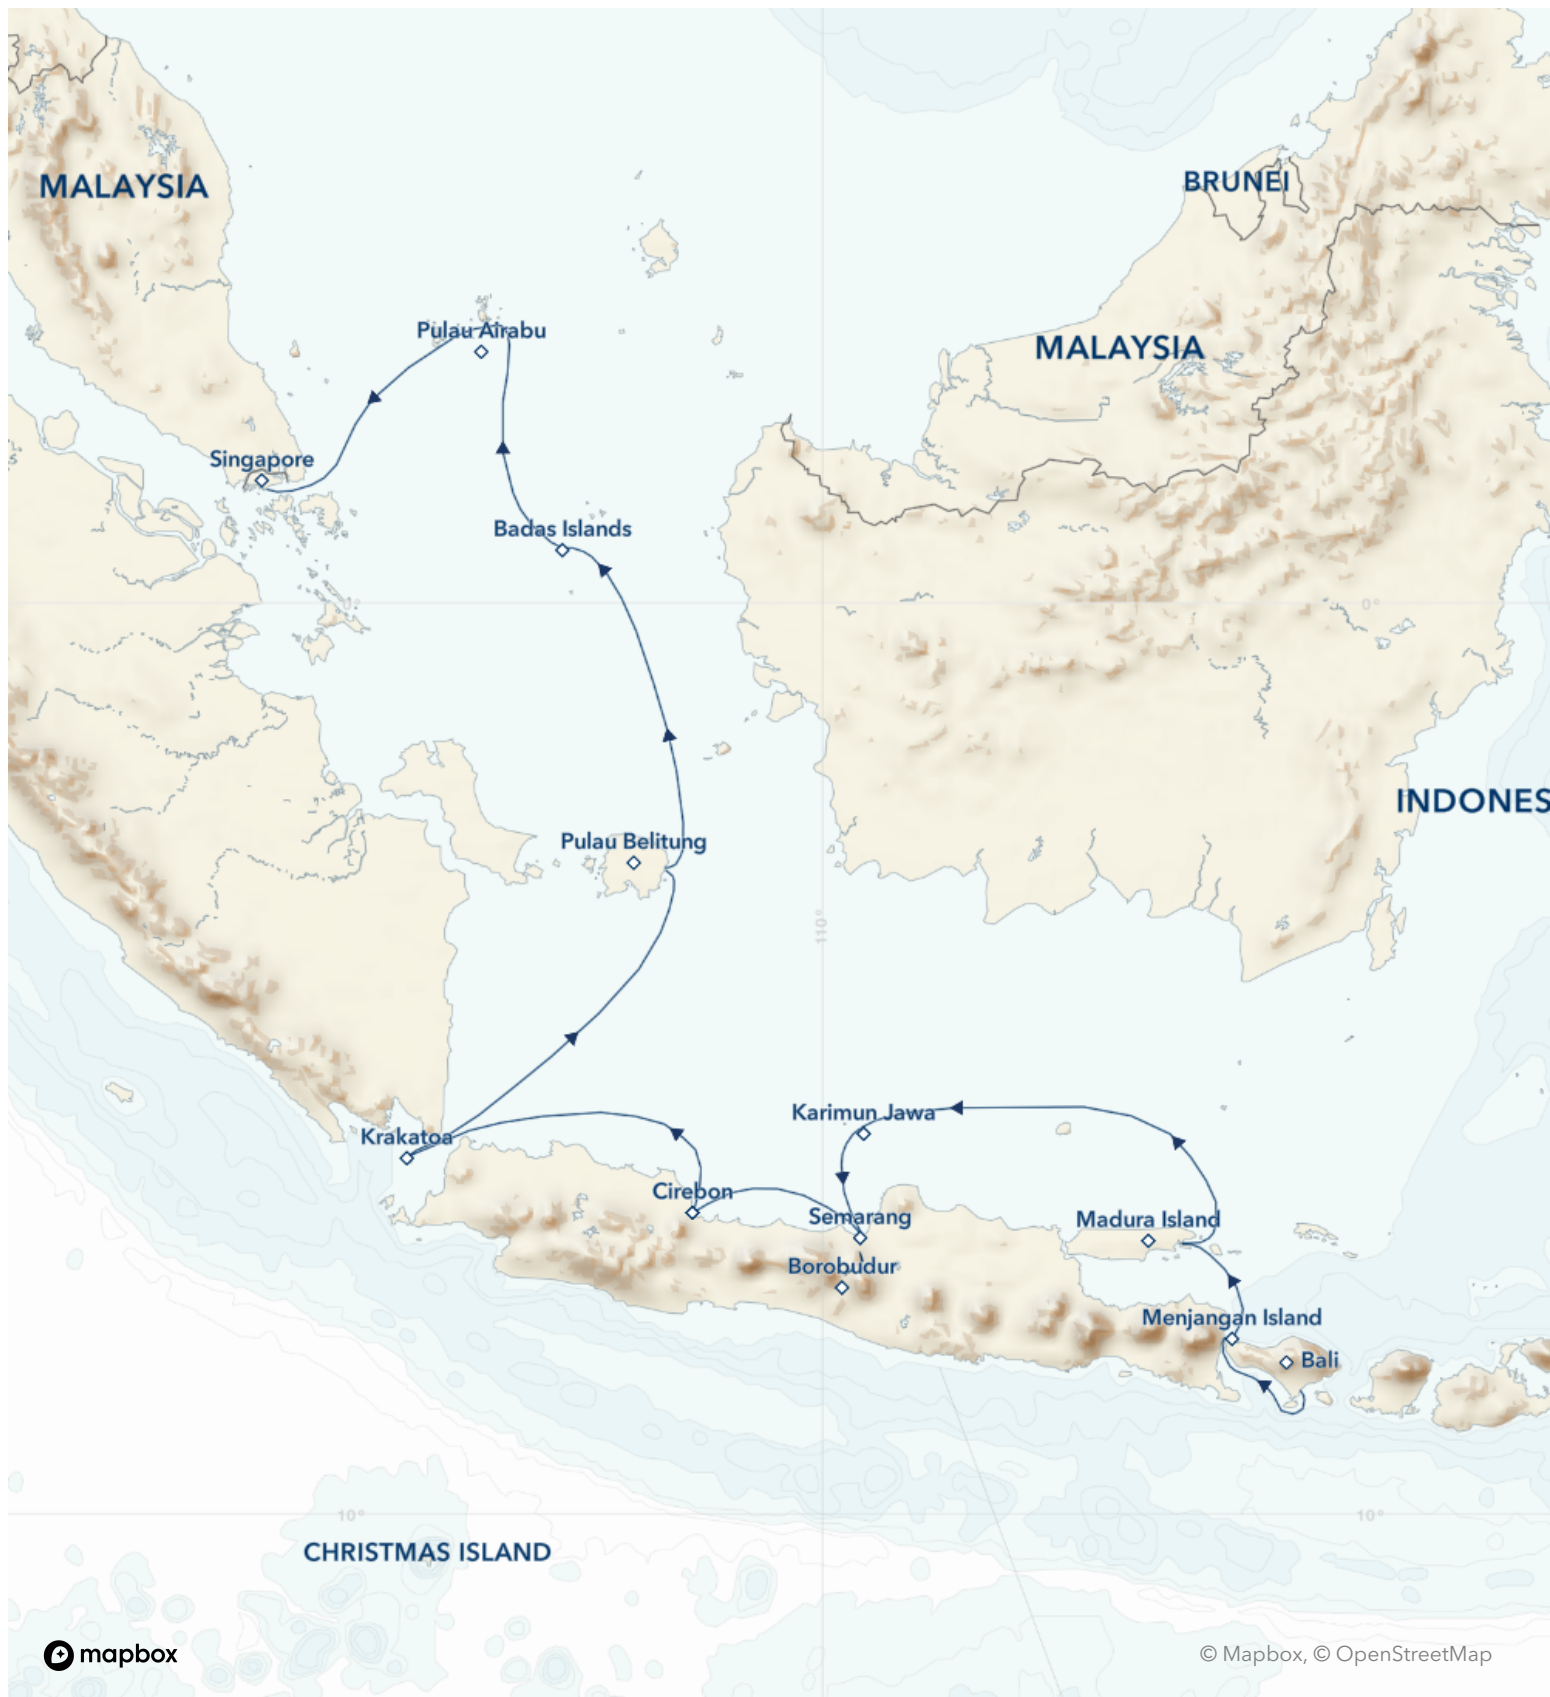 MALAYSIA
BRUNEI
Pulau Airabu
MALAYSIA
Singapore
Badas Islands
0°
0°
INDONES
Pulau Belitung
110°
Karimun Jawa
Krakatoa
Cirebon
Semarang
Madura Island
Borobudur
Menjangan Island
Bali
10°
10°
CHRISTMAS ISLAND
mapbox
© Mapbox, © OpenStreetMap